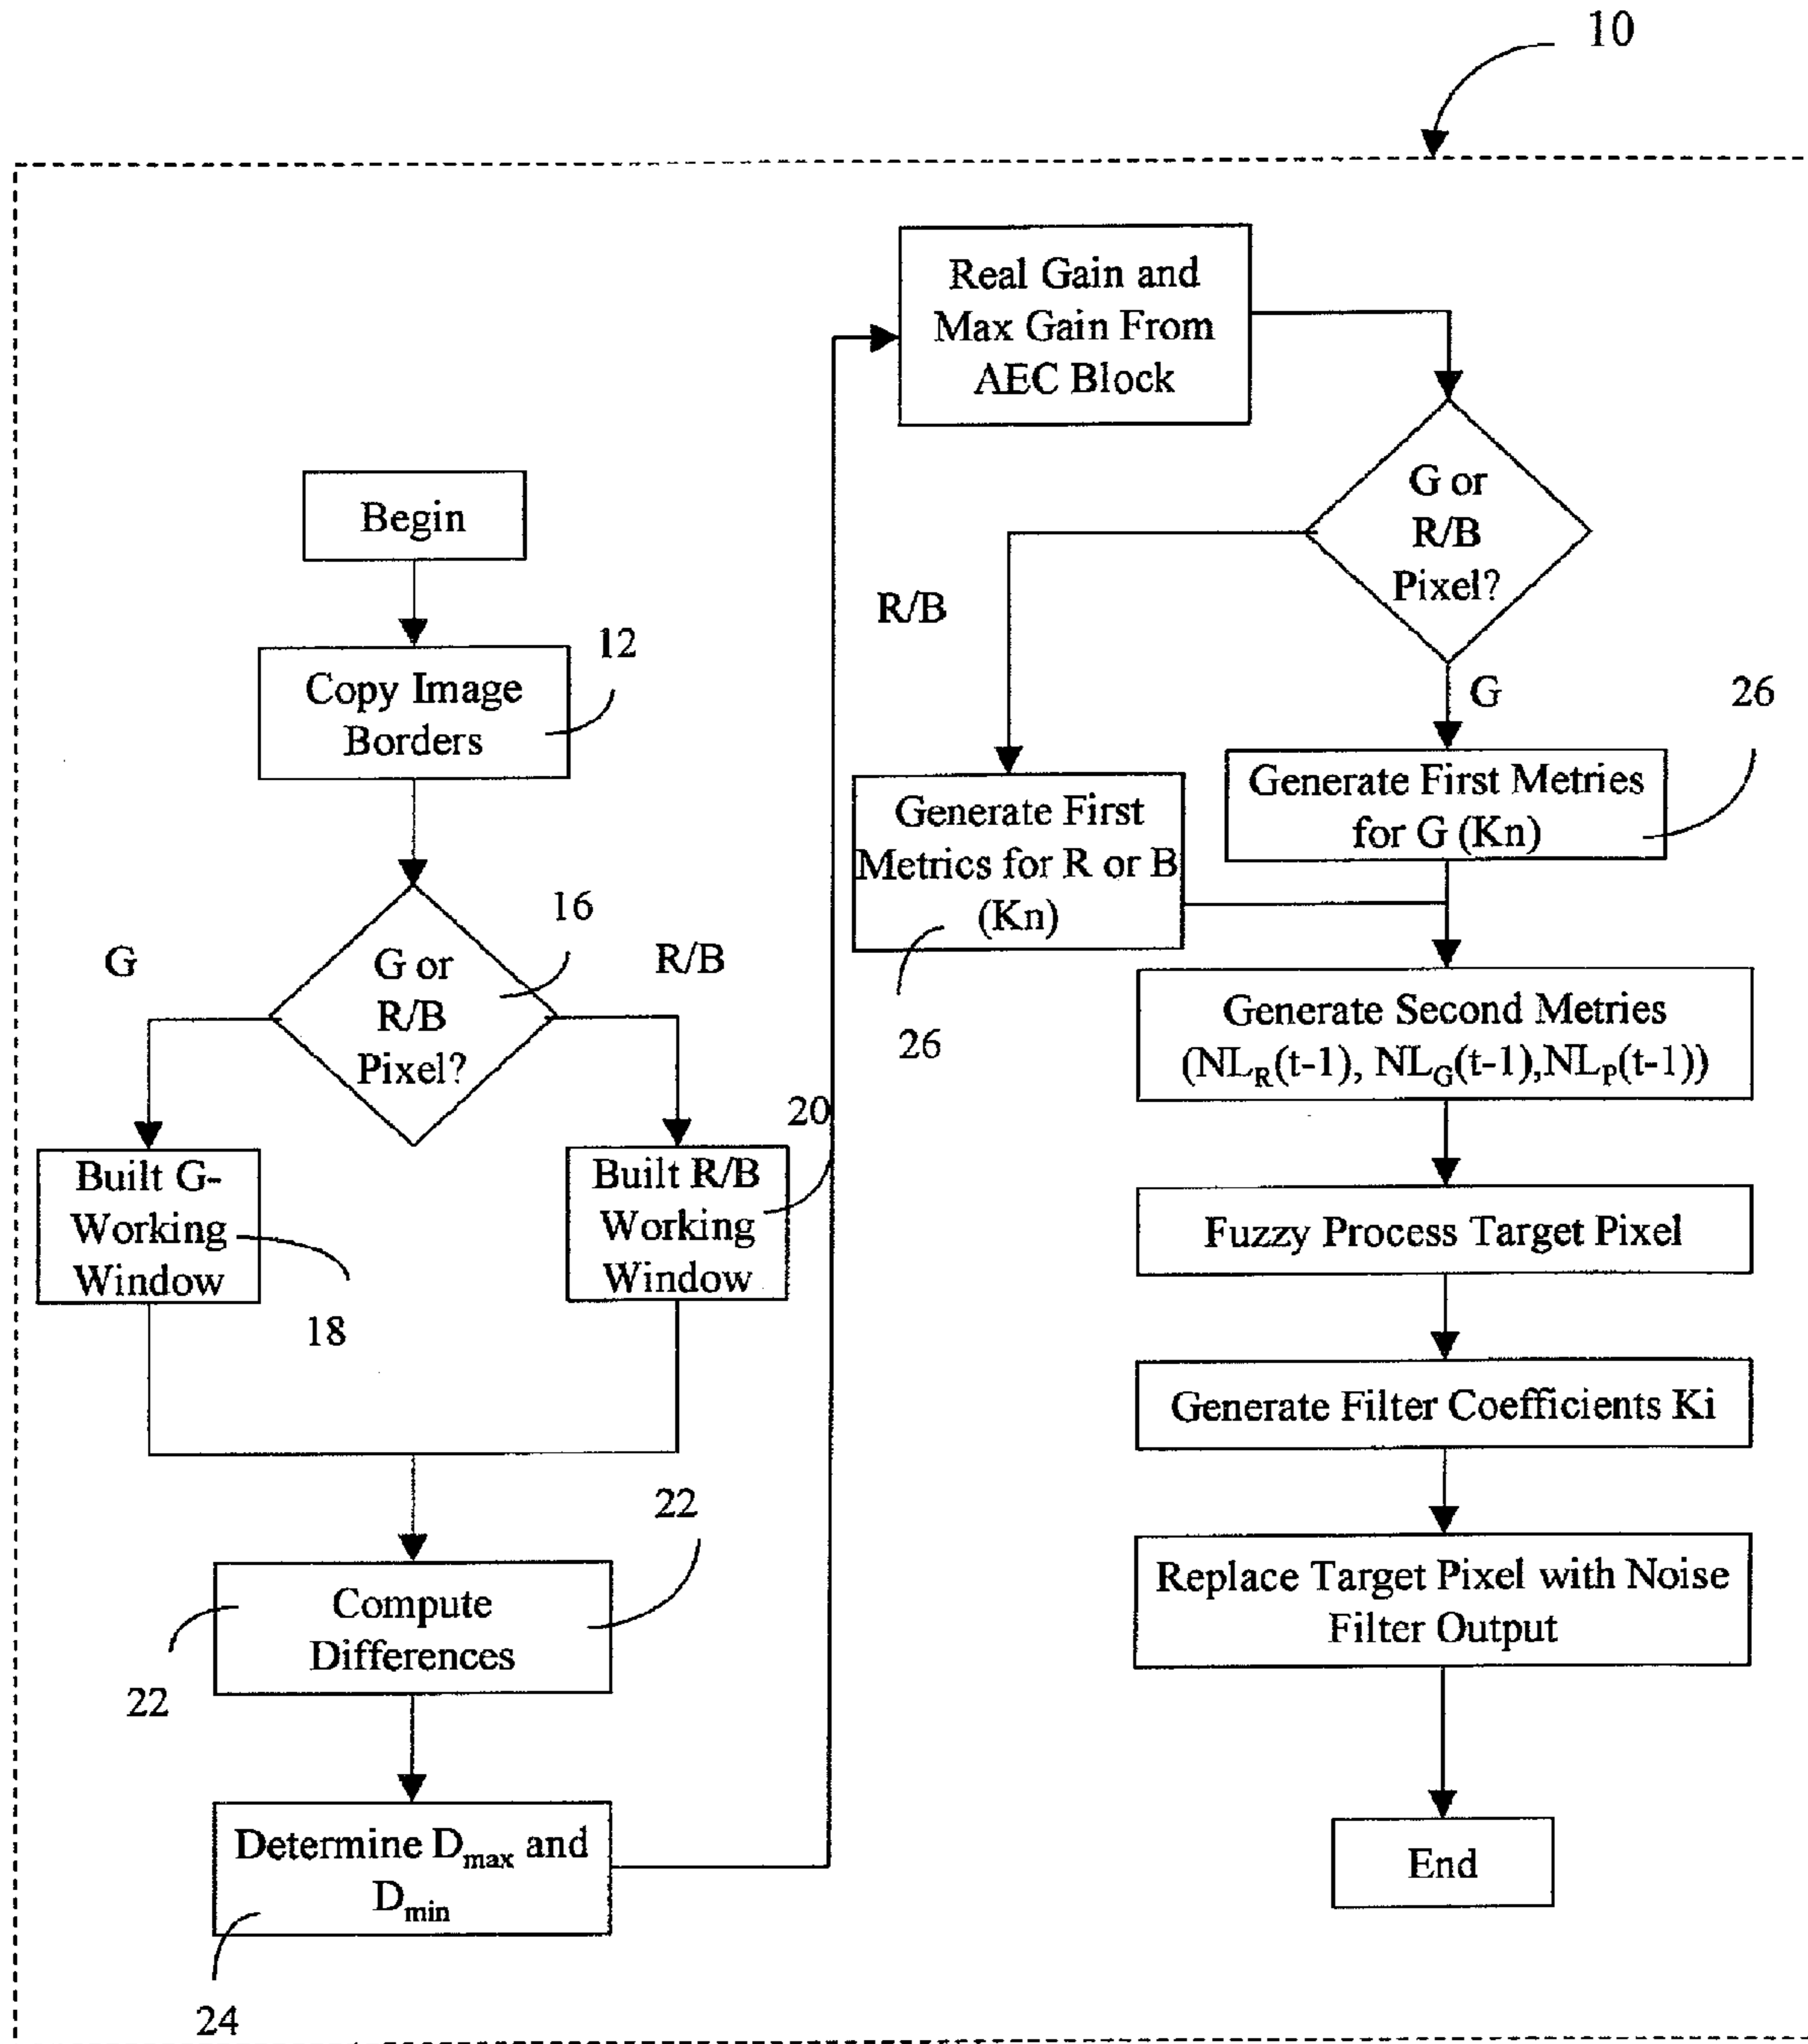 10
Begin
Copy Image
Borders
12
G or
R/B
Pixel?
16
G
R/B
Built G-
Working
Window
18
Built R/B
Working
Window
20
Compute
Differences
22
22
Determine Dmax and
Dmin
24
Real Gain and
Max Gain From
AEC Block
G or
R/B
Pixel?
R/B
G
Generate First
Metrics for R or B
(Kn)
26
Generate First Metries
for G (Kn)
26
Generate Second Metries
(NLR(t-1), NLG(t-1),NLP(t-1))
Fuzzy Process Target Pixel
Generate Filter Coefficients Ki
Replace Target Pixel with Noise
Filter Output
End